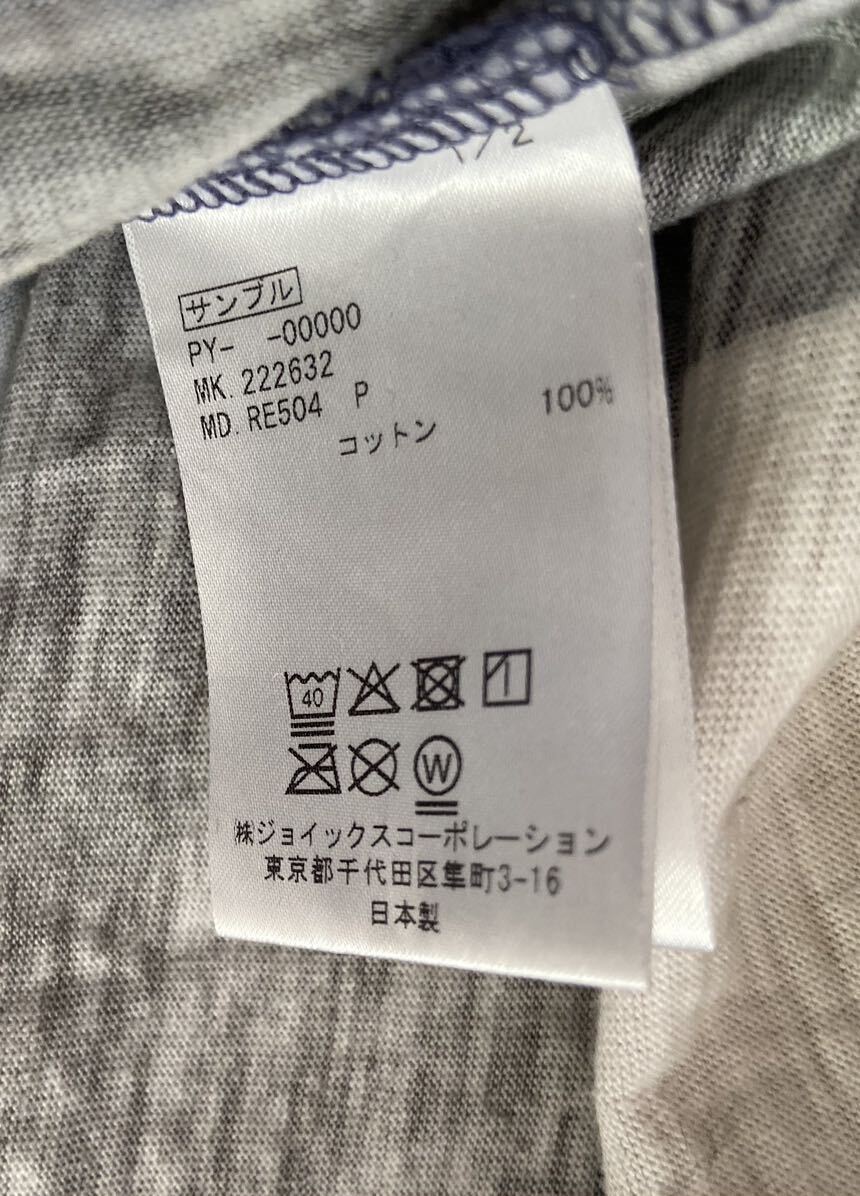 1/2
サンプル
PY- -00000
MK. 222632
MD. RE504 P
コットン 100%
40
W
㈱ジョイックスコーポレーション
東京都千代田区隼町3-16
日本製